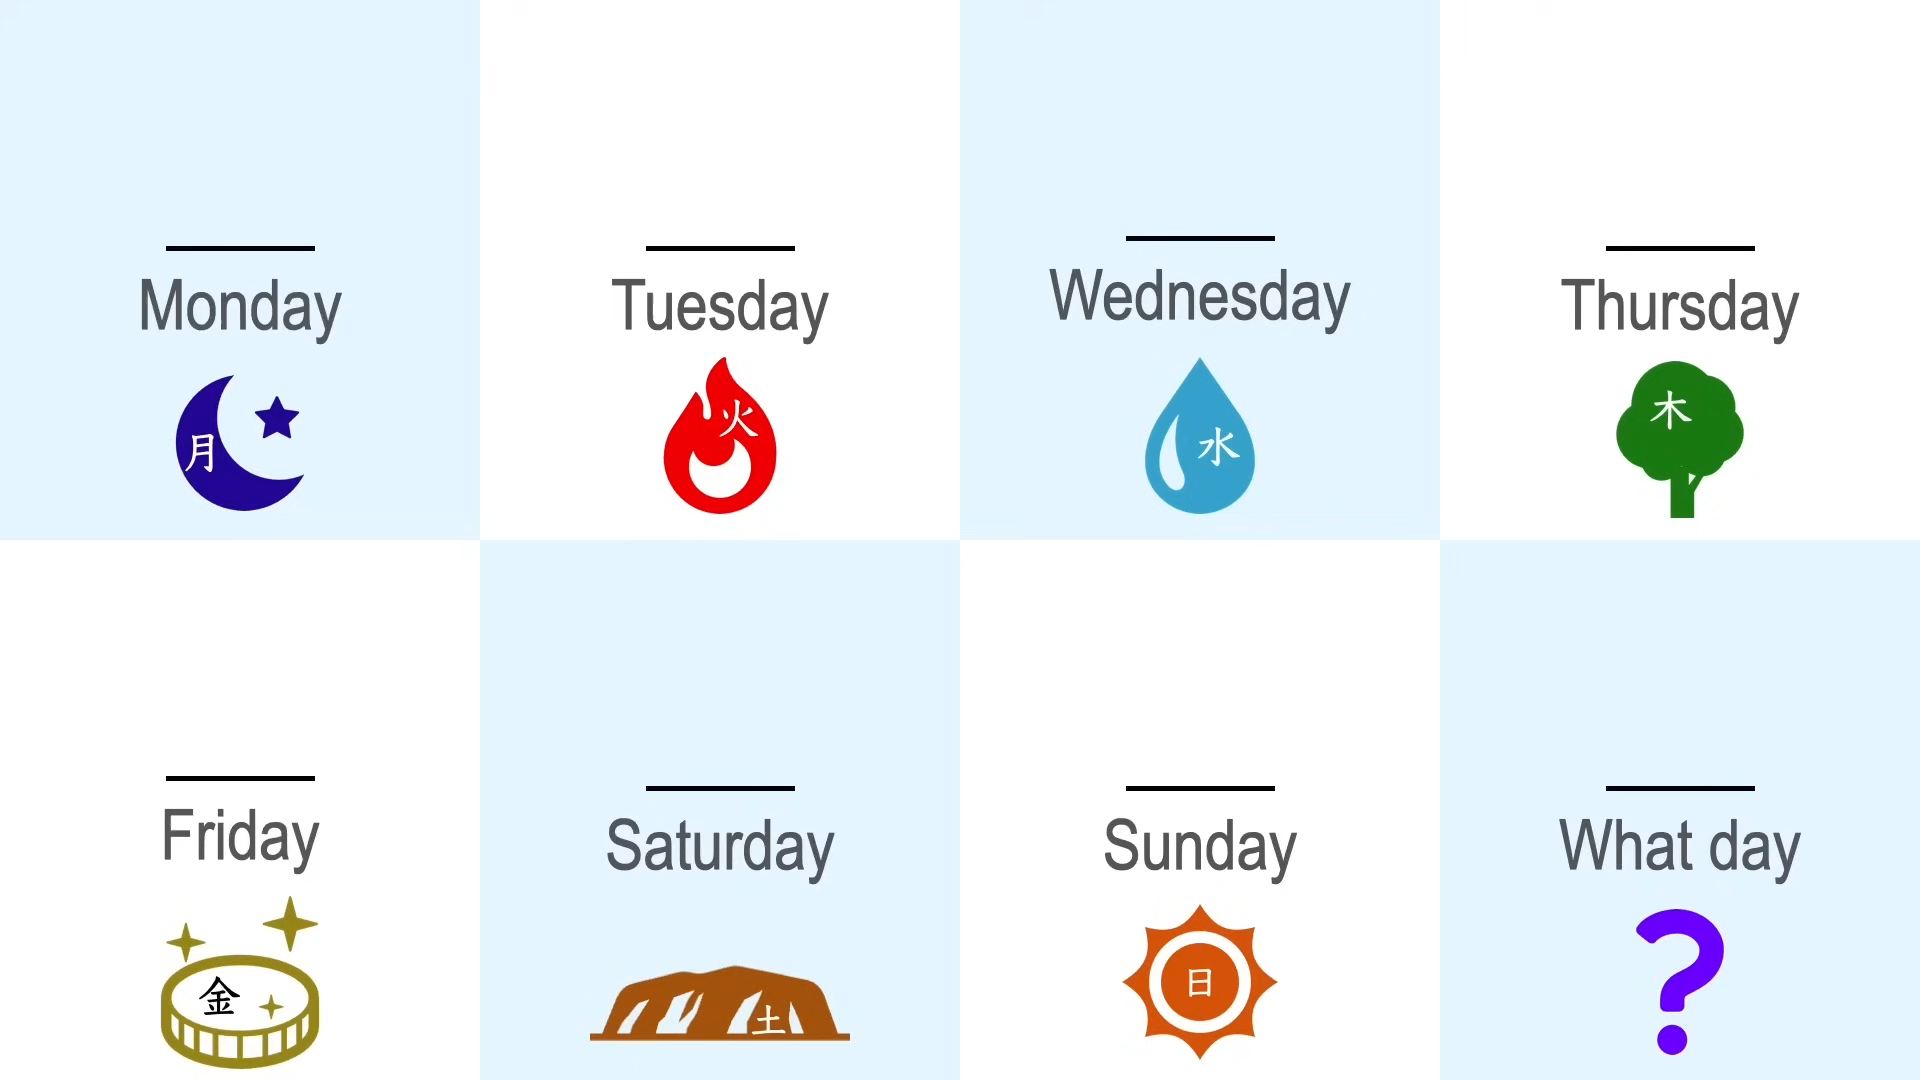 Monday
月
Tuesday
火
Wednesday
水
Thursday
木
Friday
金
Saturday
土
Sunday
日
What day
?